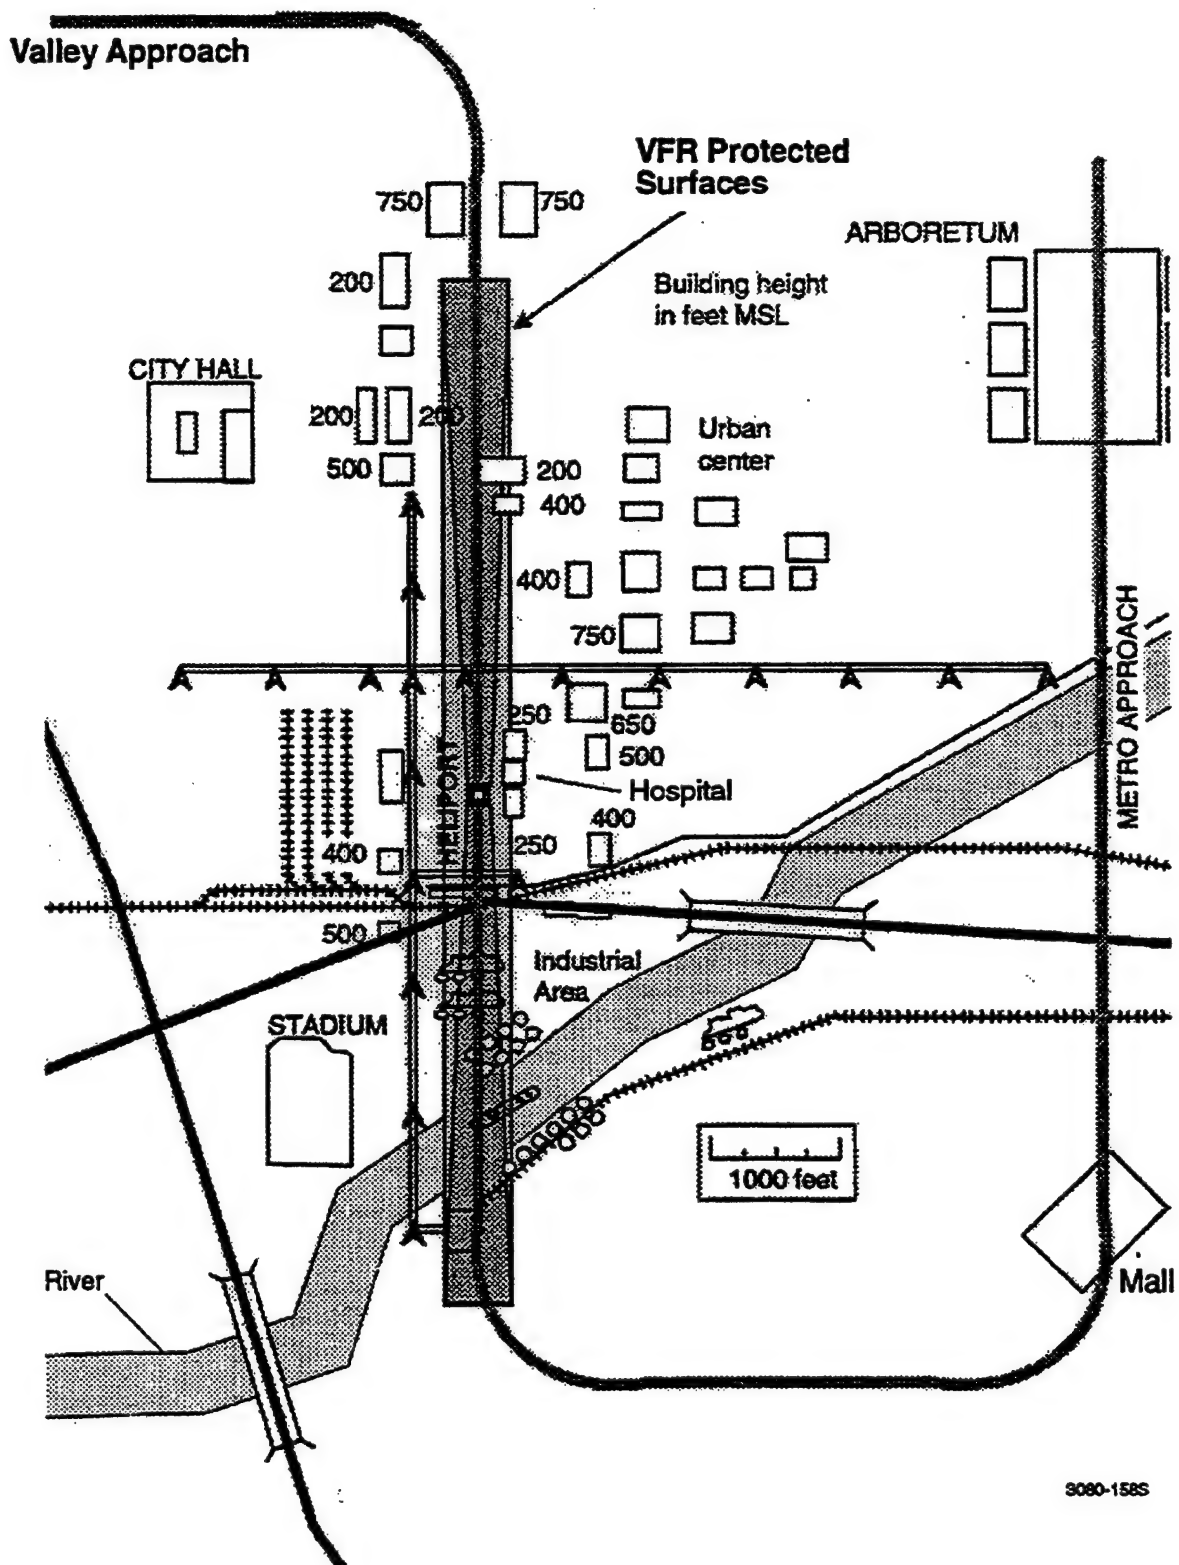 Valley Approach
VFR Protected
Surfaces
750
750
ARBORETUM
200
Building height
in feet MSL
CITY HALL
200
200
Urban
center
500
200
400
400
750
METRO APPROACH
250
650
HELIPORT
500
Hospital
400
250
400
500
Industrial
Area
STADIUM
1000 feet
River
Mall
3080-158S